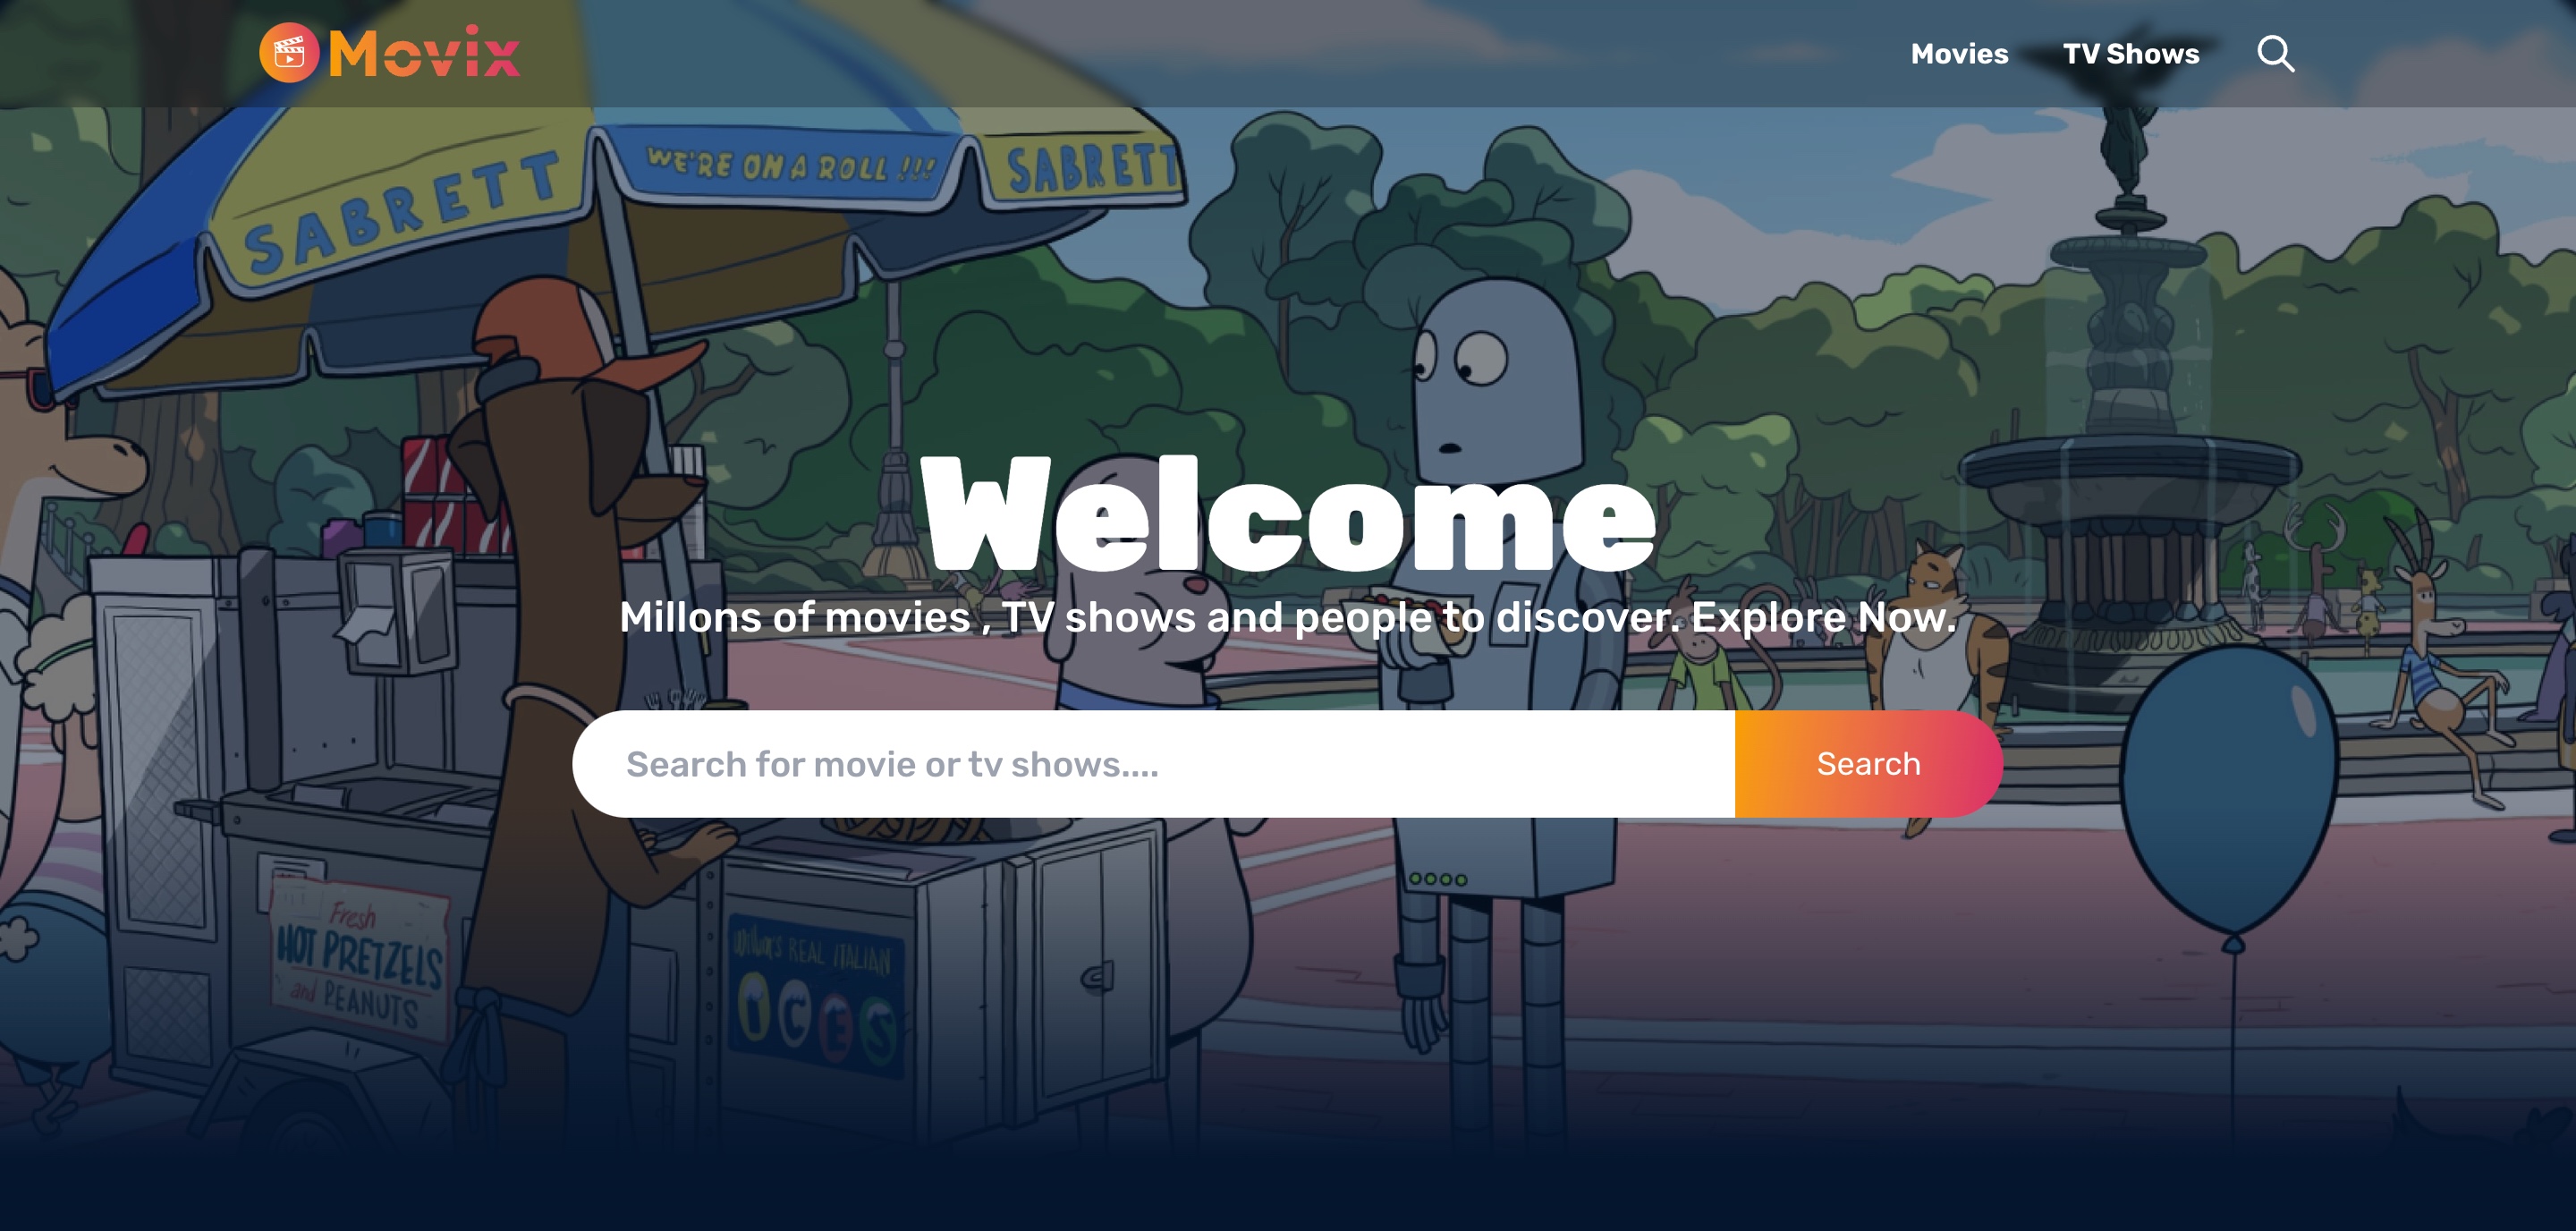 Movix
Movies
TV Shows
SABRETT
WE'RE ON A ROLL !!!
SABRETT
Welcome
Millons of movies , TV shows and people to discover. Explore Now.
Search for movie or tv shows....
Search
Fresh
HOT PRETZELS
and PEANUTS
REAL ITALIAN
ICES